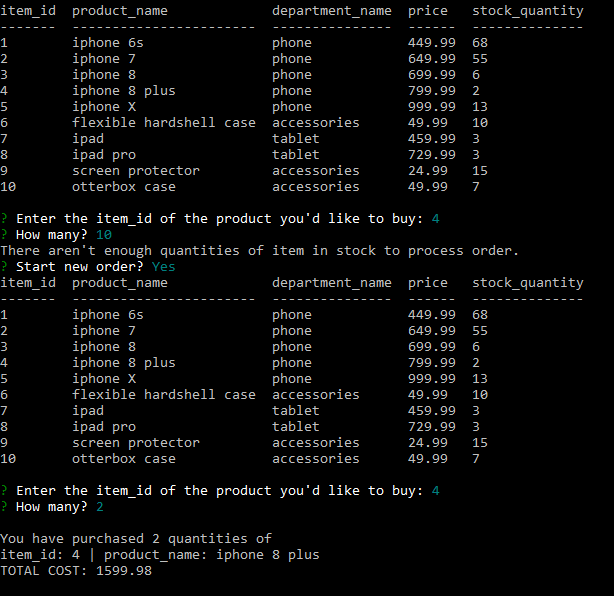 item_id  product_name             department_name  price   stock_quantity
-------  -----------------------  ---------------  ------  --------------
1        iphone 6s                phone            449.99  68
2        iphone 7                 phone            649.99  55
3        iphone 8                 phone            699.99  6
4        iphone 8 plus            phone            799.99  2
5        iphone X                 phone            999.99  13
6        flexible hardshell case  accessories      49.99   10
7        ipad                     tablet           459.99  3
8        ipad pro                 tablet           729.99  3
9        screen protector         accessories      24.99   15
10       otterbox case            accessories      49.99   7
? Enter the item_id of the product you'd like to buy: 4
? How many? 10
There aren't enough quantities of item in stock to process order.
? Start new order? Yes
item_id  product_name             department_name  price   stock_quantity
-------  -----------------------  ---------------  ------  --------------
1        iphone 6s                phone            449.99  68
2        iphone 7                 phone            649.99  55
3        iphone 8                 phone            699.99  6
4        iphone 8 plus            phone            799.99  2
5        iphone X                 phone            999.99  13
6        flexible hardshell case  accessories      49.99   10
7        ipad                     tablet           459.99  3
8        ipad pro                 tablet           729.99  3
9        screen protector         accessories      24.99   15
10       otterbox case            accessories      49.99   7
? Enter the item_id of the product you'd like to buy: 4
? How many? 2
You have purchased 2 quantities of
item_id: 4 | product_name: iphone 8 plus
TOTAL COST: 1599.98